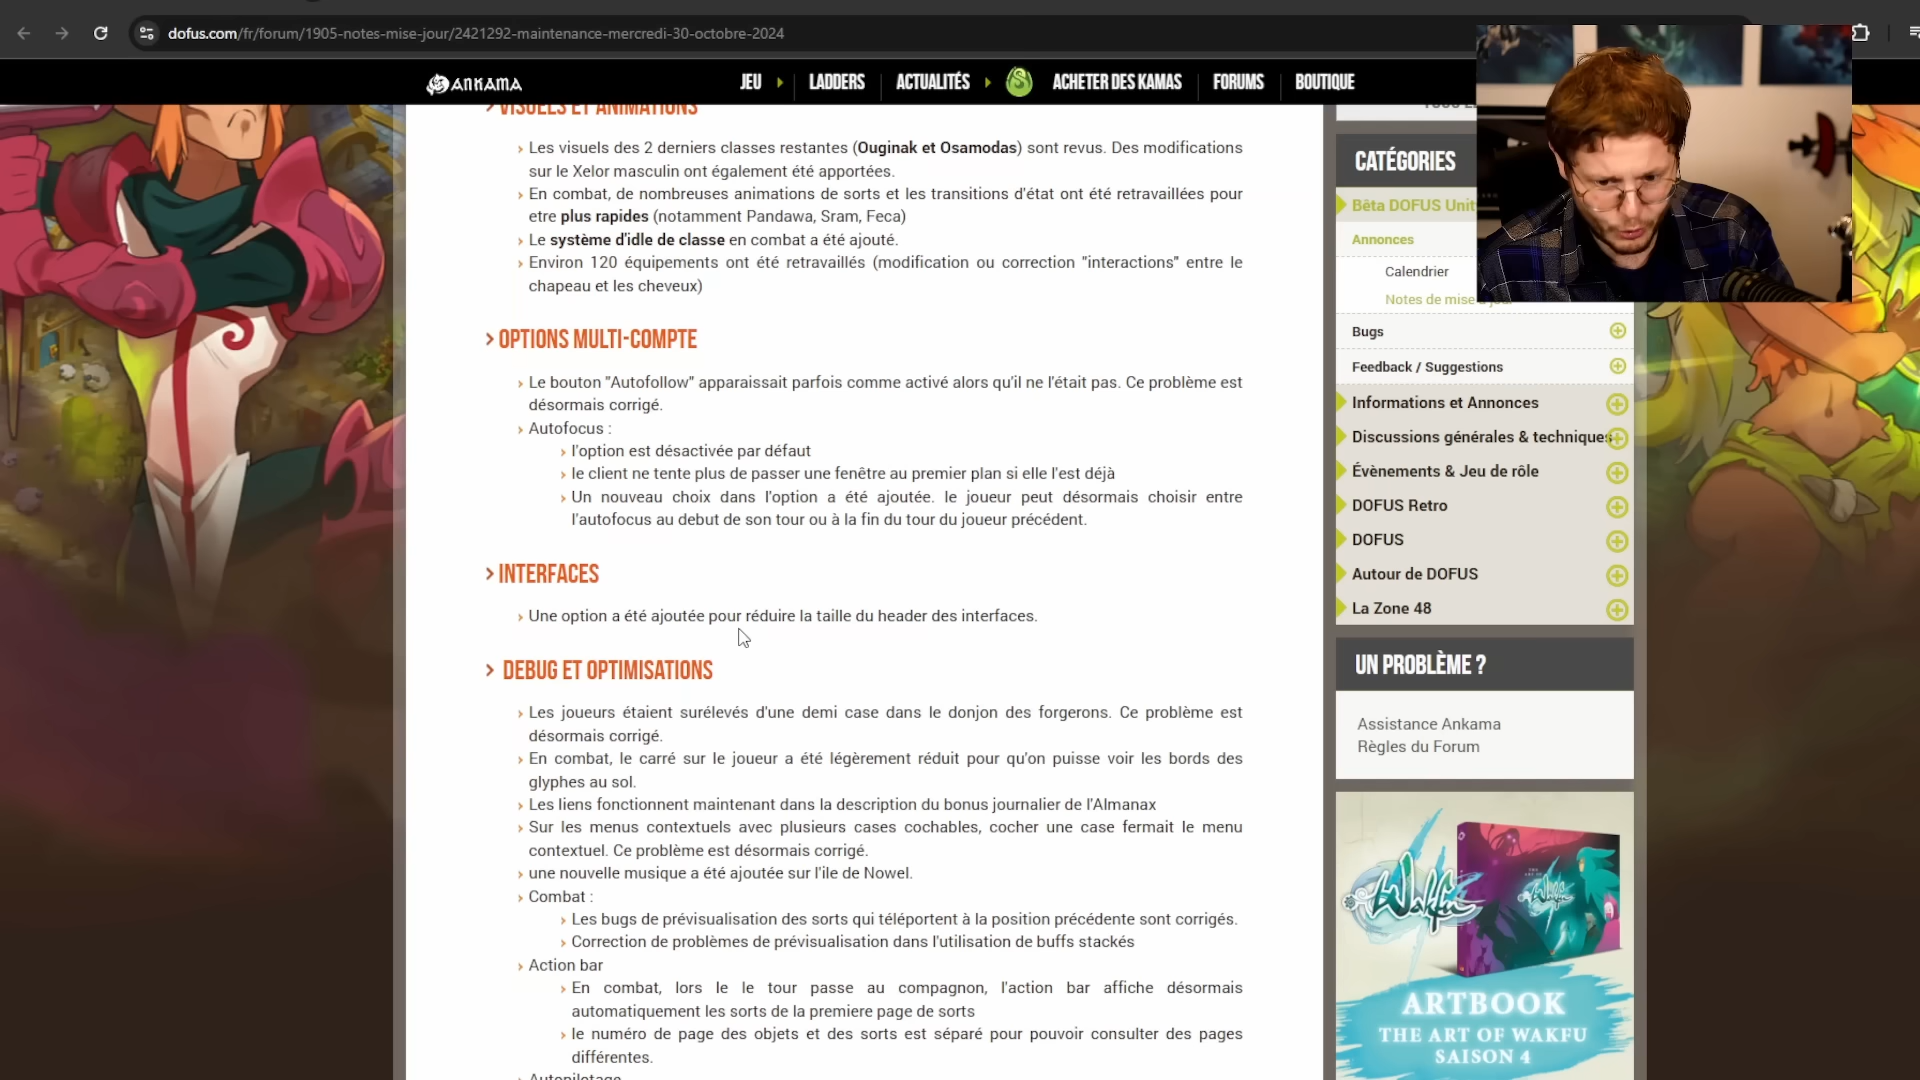 dofus.com/fr/forum/1905-notes-mise-jour/2421292-maintenance-mercredi-30-octobre-2024
ANKAMA
JEU
LADDERS
ACTUALITÉS
ACHETER DES KAMAS
FORUMS
BOUTIQUE
VISUELS ET ANIMATIONS
Les visuels des 2 derniers classes restantes (Ouginak et Osamodas) sont revus. Des modifications
sur le Xelor masculin ont également été apportées.
En combat, de nombreuses animations de sorts et les transitions d'état ont été retravaillées pour
etre plus rapides (notamment Pandawa, Sram, Feca)
Le système d'idle de classe en combat a été ajouté.
Environ 120 équipements ont été retravaillés (modification ou correction "interactions" entre le
chapeau et les cheveux)
OPTIONS MULTI-COMPTE
Le bouton "Autofollow" apparaissait parfois comme activé alors qu'il ne l'était pas. Ce problème est
désormais corrigé.
Autofocus :
l'option est désactivée par défaut
le client ne tente plus de passer une fenêtre au premier plan si elle l'est déjà
Un nouveau choix dans l'option a été ajoutée. le joueur peut désormais choisir entre
l'autofocus au debut de son tour ou à la fin du tour du joueur précédent.
INTERFACES
Une option a été ajoutée pour réduire la taille du header des interfaces.
DEBUG ET OPTIMISATIONS
Les joueurs étaient surélevés d'une demi case dans le donjon des forgerons. Ce problème est
désormais corrigé.
En combat, le carré sur le joueur a été légèrement réduit pour qu'on puisse voir les bords des
glyphes au sol.
Les liens fonctionnent maintenant dans la description du bonus journalier de l'Almanax
Sur les menus contextuels avec plusieurs cases cochables, cocher une case fermait le menu
contextuel. Ce problème est désormais corrigé.
une nouvelle musique a été ajoutée sur l'ile de Nowel.
Combat :
Les bugs de prévisualisation des sorts qui téléportent à la position précédente sont corrigés.
Correction de problèmes de prévisualisation dans l'utilisation de buffs stackés
Action bar
En combat, lors le le tour passe au compagnon, l'action bar affiche désormais
automatiquement les sorts de la premiere page de sorts
le numéro de page des objets et des sorts est séparé pour pouvoir consulter des pages
différentes.
Autopilotage
CATÉGORIES
Bêta DOFUS Unit
Annonces
Calendrier
Notes de mise à jour
Bugs
Feedback / Suggestions
Informations et Annonces
Discussions générales & techniques
Évènements & Jeu de rôle
DOFUS Retro
DOFUS
Autour de DOFUS
La Zone 48
UN PROBLÈME ?
Assistance Ankama
Règles du Forum
Wakfu
ARTBOOK
THE ART OF WAKFU
SAISON 4